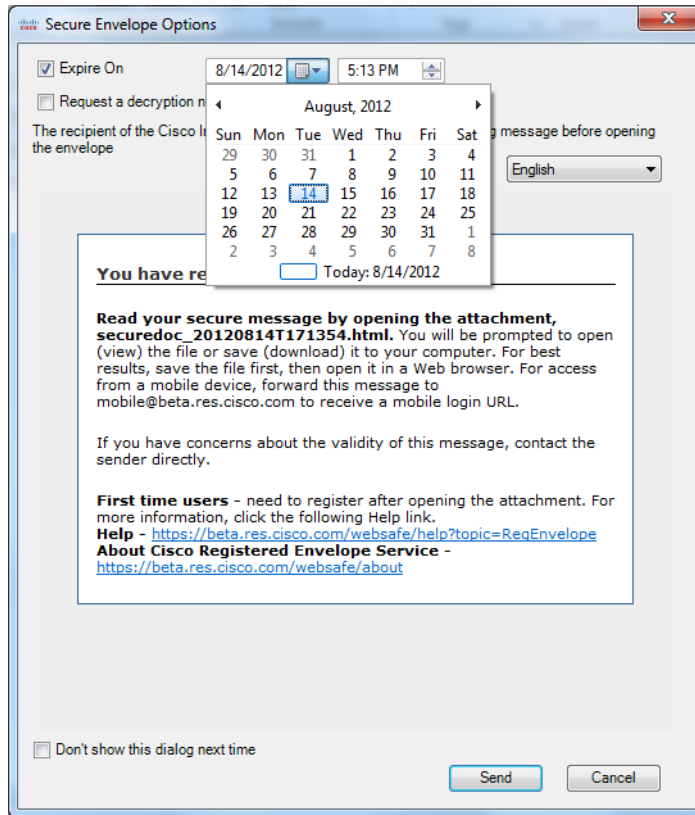 Secure Envelope Options
Expire On 8/14/2012 5:13 PM
Request a decryption n
The recipient of the Cisco I message before opening
the envelope
English
August, 2012
Sun Mon Tue Wed Thu Fri Sat
29 30 31 1 2 3 4
5 6 7 8 9 10 11
12 13 14 15 16 17 18
19 20 21 22 23 24 25
26 27 28 29 30 31 1
2 3 4 5 6 7 8
Today: 8/14/2012
You have re
Read your secure message by opening the attachment,
securedoc_20120814T171354.html. You will be prompted to open
(view) the file or save (download) it to your computer. For best
results, save the file first, then open it in a Web browser. For access
from a mobile device, forward this message to
mobile@beta.res.cisco.com to receive a mobile login URL.
If you have concerns about the validity of this message, contact the
sender directly.
First time users - need to register after opening the attachment. For
more information, click the following Help link.
Help - https://beta.res.cisco.com/websafe/help?topic=RegEnvelope
About Cisco Registered Envelope Service -
https://beta.res.cisco.com/websafe/about
Don't show this dialog next time
Send Cancel